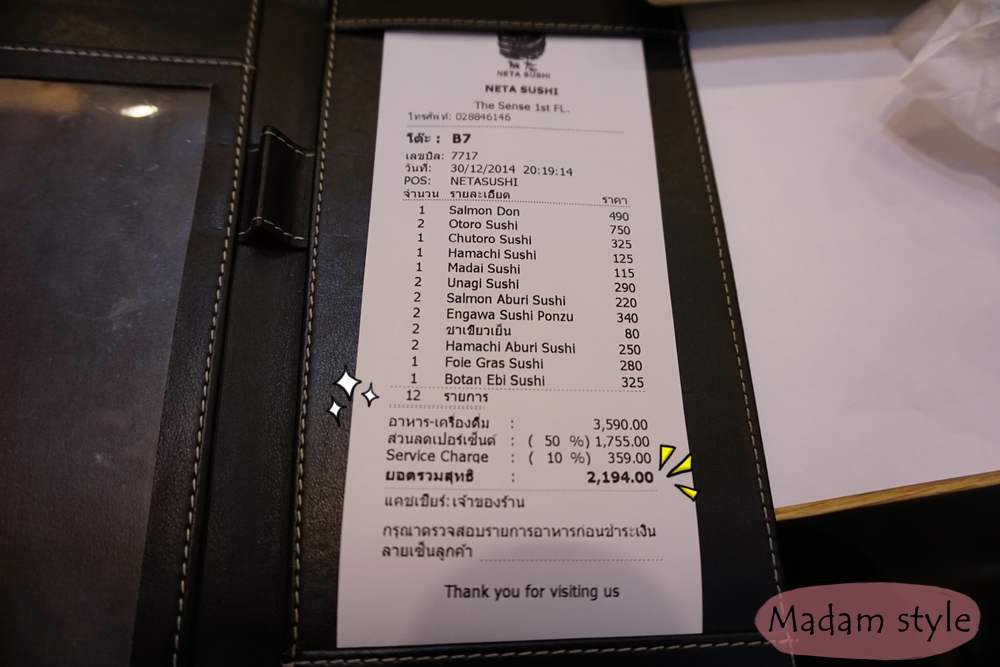 NETA SUSHI
NETA SUSHI
The Sense 1st FL.
โทรศัพท์: 028846146
โต๊ะ : B7
เลขบิล: 7717
วันที่: 30/12/2014 20:19:14
POS: NETASUSHI
จำนวน รายละเอียด ราคา
1 Salmon Don 490
2 Otoro Sushi 750
1 Chutoro Sushi 325
1 Hamachi Sushi 125
1 Madai Sushi 115
2 Unagi Sushi 290
2 Salmon Aburi Sushi 220
2 Engawa Sushi Ponzu 340
2 ชาเขียวเย็น 80
2 Hamachi Aburi Sushi 250
1 Foie Gras Sushi 280
1 Botan Ebi Sushi 325
12 รายการ
อาหาร-เครื่องดื่ม : 3,590.00
ส่วนลดเปอร์เซ็นต์ : ( 50 %) 1,755.00
Service Charge : ( 10 %) 359.00
ยอดรวมสุทธิ : 2,194.00
แคชเชียร์: เจ้าของร้าน
กรุณาตรวจสอบรายการอาหารก่อนชำระเงิน
ลายเซ็นลูกค้า
Thank you for visiting us
Madam style